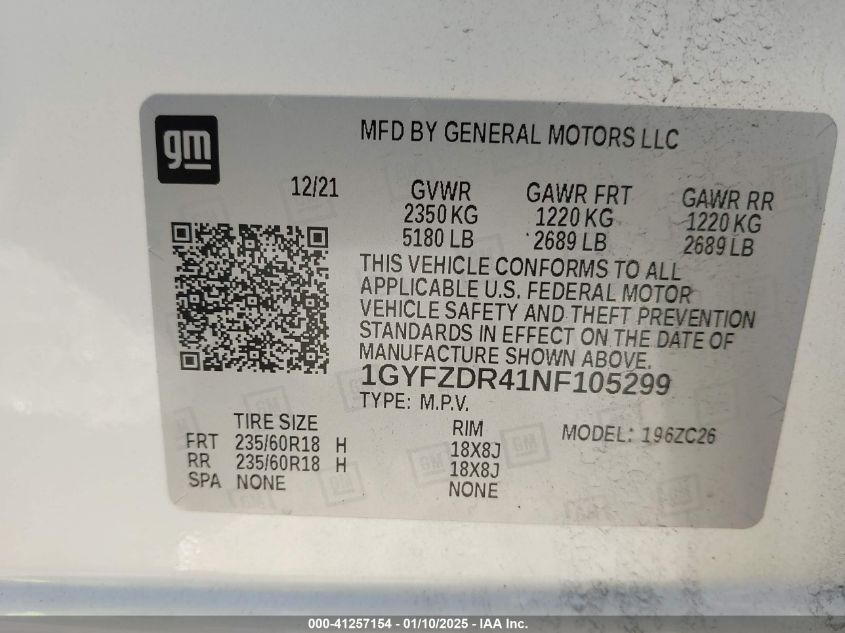 gm
MFD BY GENERAL MOTORS LLC
12/21
GVWR
2350 KG
5180 LB
GAWR FRT
1220 KG
2689 LB
GAWR RR
1220 KG
2689 LB
THIS VEHICLE CONFORMS TO ALL
APPLICABLE U.S. FEDERAL MOTOR
VEHICLE SAFETY AND THEFT PREVENTION
STANDARDS IN EFFECT ON THE DATE OF
MANUFACTURE SHOWN ABOVE.
1GYFZDR41NF105299
TYPE: M.P.V.
TIRE SIZE RIM
FRT 235/60R18 H 18X8J
RR 235/60R18 H 18X8J
SPA NONE NONE
MODEL: 196ZC26
000-41257154 — 01/10/2025 — IAAI Inc.